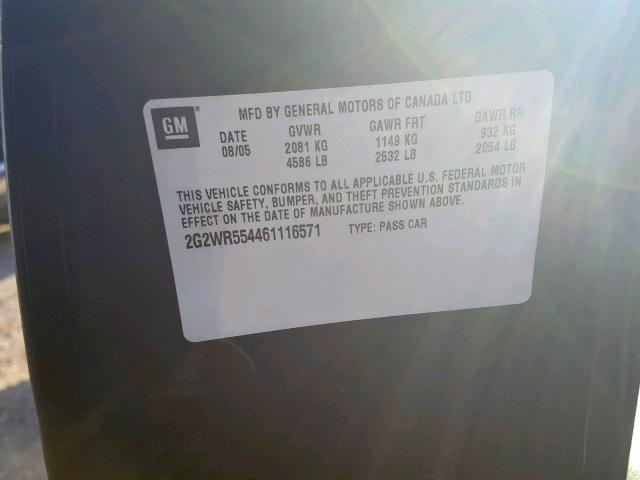 GM
MFD BY GENERAL MOTORS OF CANADA LTD.
DATE GVWR GAWR FRT GAWR RR
08/05 2081 KG 1149 KG 932 KG
4586 LB 2532 LB 2054 LB
THIS VEHICLE CONFORMS TO ALL APPLICABLE U.S. FEDERAL MOTOR
VEHICLE SAFETY, BUMPER, AND THEFT PREVENTION STANDARDS IN
EFFECT ON THE DATE OF MANUFACTURE SHOWN ABOVE.
2G2WR554461116571 TYPE: PASS CAR